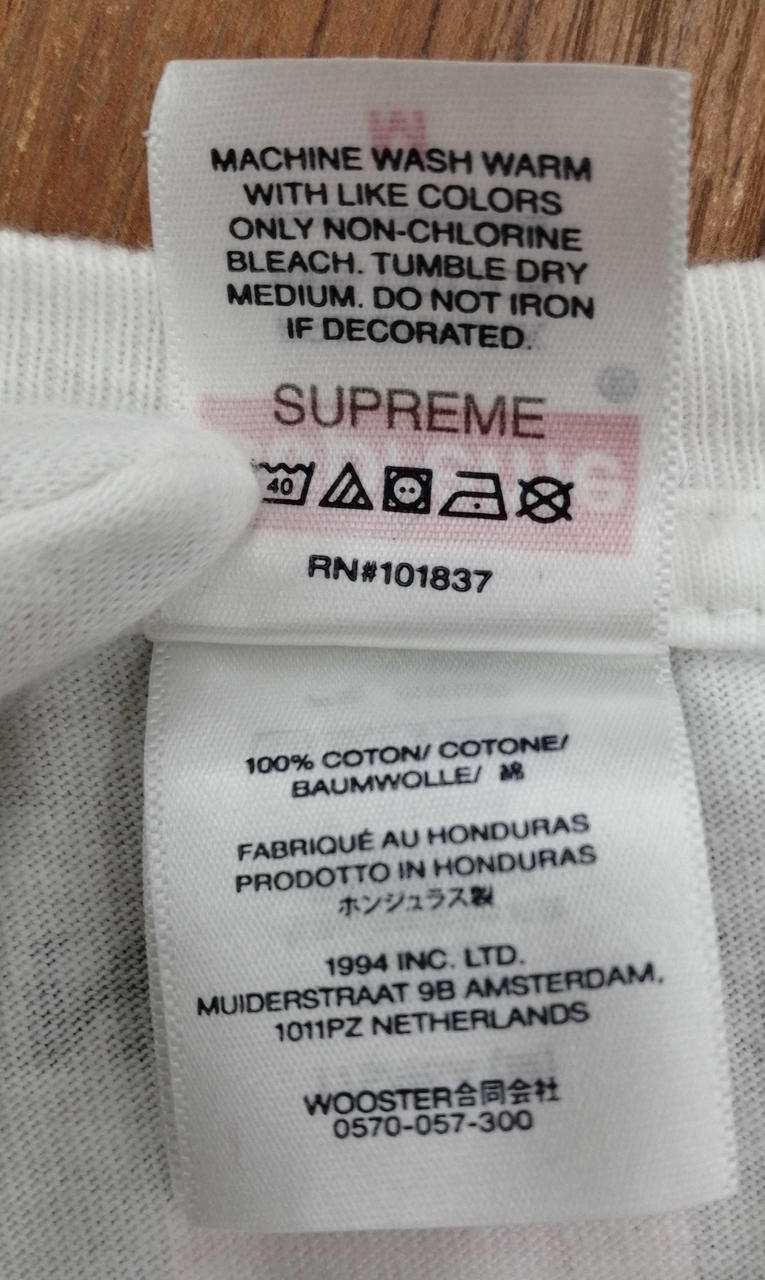 MACHINE WASH WARM
WITH LIKE COLORS
ONLY NON-CHLORINE
BLEACH. TUMBLE DRY
MEDIUM. DO NOT IRON
IF DECORATED.
SUPREME
40
RN#101837
100% COTON/ COTONE/
BAUMWOLLE/ 綿
FABRIQUÉ AU HONDURAS
PRODOTTO IN HONDURAS
ホンジュラス製
1994 INC. LTD.
MUIDERSTRAAT 9B AMSTERDAM,
1011PZ NETHERLANDS
WOOSTER合同会社
0570-057-300